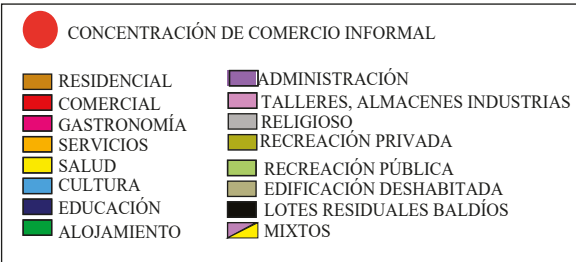 CONCENTRACIÓN DE COMERCIO INFORMAL
RESIDENCIAL
COMERCIAL
GASTRONOMÍA
SERVICIOS
SALUD
CULTURA
EDUCACIÓN
ALOJAMIENTO
ADMINISTRACIÓN
TALLERES, ALMACENES INDUSTRIAS
RELIGIOSO
RECREACIÓN PRIVADA
RECREACIÓN PÚBLICA
EDIFICACIÓN DESHABITADA
LOTES RESIDUALES BALDÍOS
MIXTOS